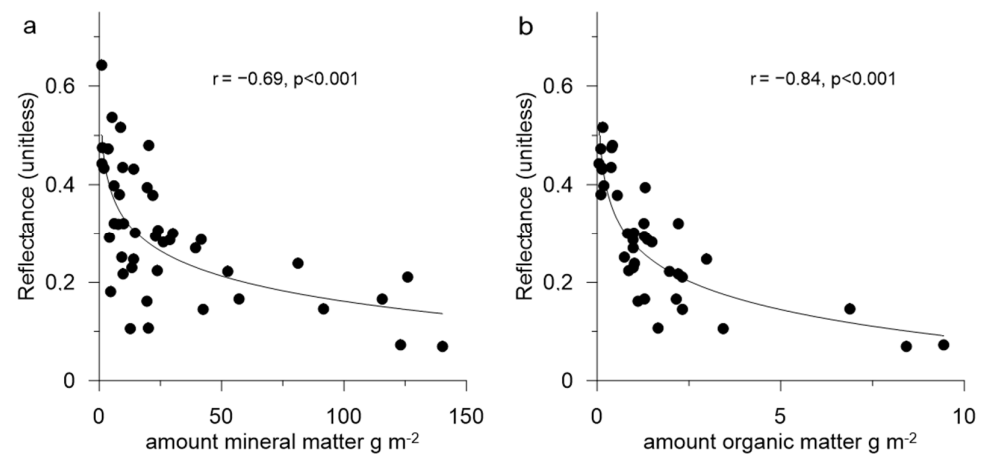 a
r = −0.69, p<0.001
Reflectance (unitless)
0.6
0.4
0.2
0
0 50 100 150
amount mineral matter g m-2
b
r = −0.84, p<0.001
Reflectance (unitless)
0.6
0.4
0.2
0
0 5 10
amount organic matter g m-2